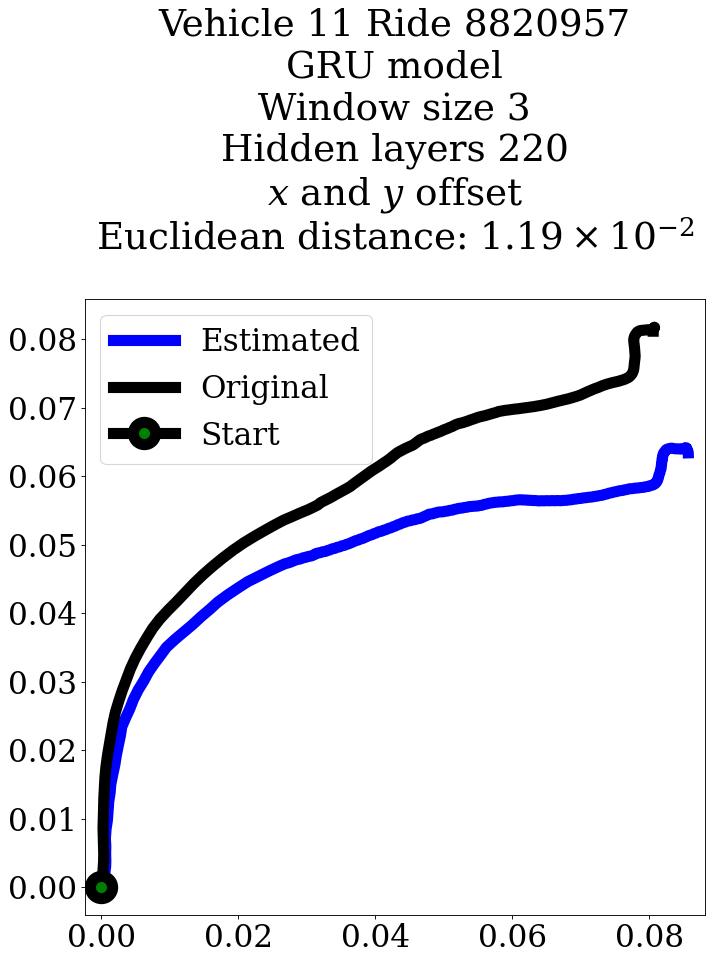 Vehicle 11 Ride 8820957
GRU model
Window size 3
Hidden layers 220
x and y offset
Euclidean distance: 1.19 × 10⁻²
Estimated
Original
Start
0.08
0.07
0.06
0.05
0.04
0.03
0.02
0.01
0.00
0.00 0.02 0.04 0.06 0.08